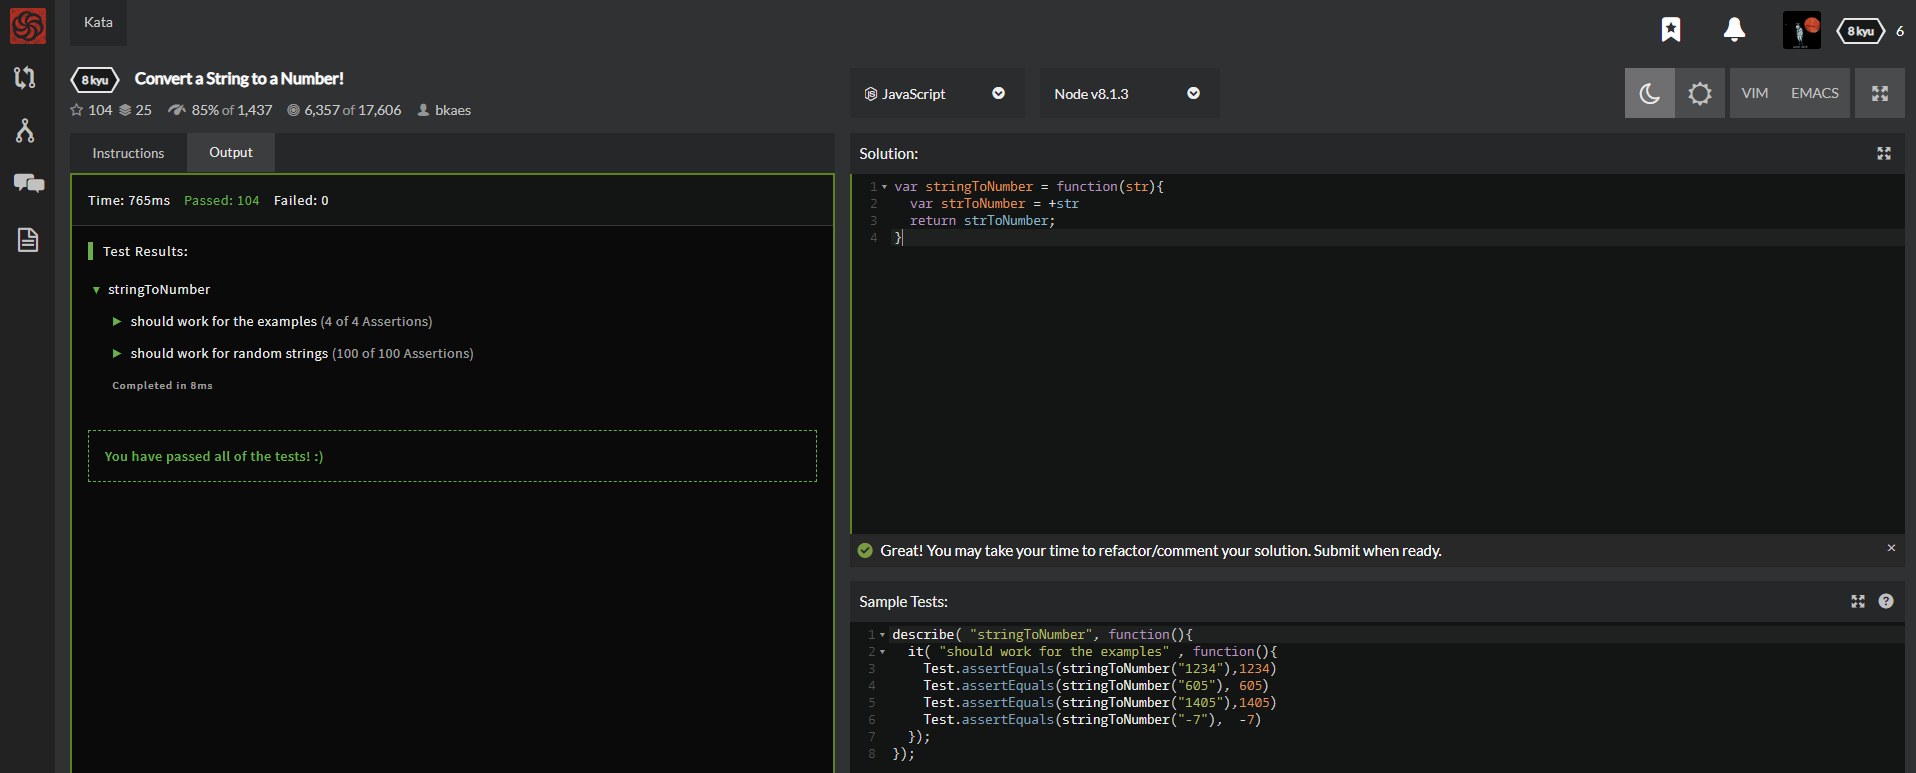 Kata
8 kyu 6
8 kyu Convert a String to a Number!
104 25 85% of 1,437 6,357 of 17,606 bkaes
JavaScript
Node v8.1.3
VIM EMACS
Instructions Output
Time: 765ms Passed: 104 Failed: 0
Test Results:
▼ stringToNumber
▶ should work for the examples (4 of 4 Assertions)
▶ should work for random strings (100 of 100 Assertions)
Completed in 8ms
You have passed all of the tests! :)
Solution:
1 var stringToNumber = function(str){
2 var strToNumber = +str
3 return strToNumber;
4 }
Great! You may take your time to refactor/comment your solution. Submit when ready. ×
Sample Tests: ?
1 describe( "stringToNumber", function(){
2 it( "should work for the examples" , function(){
3 Test.assertEquals(stringToNumber("1234"),1234)
4 Test.assertEquals(stringToNumber("605"), 605)
5 Test.assertEquals(stringToNumber("1405"),1405)
6 Test.assertEquals(stringToNumber("-7"), -7)
7 });
8 });